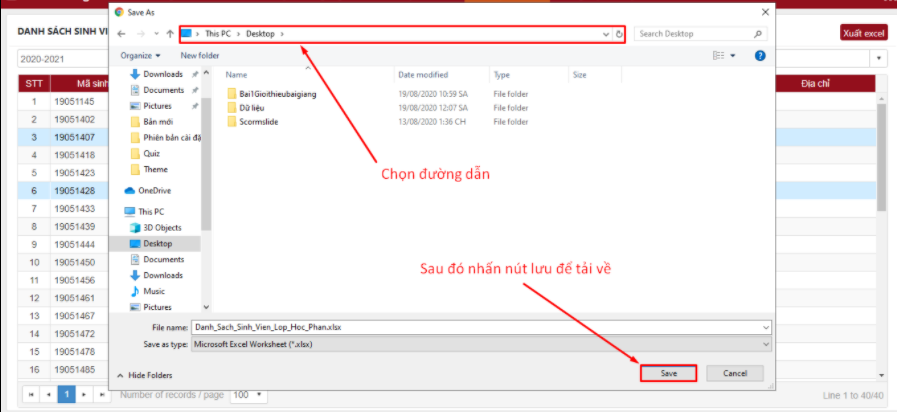 Save As
This PC > Desktop >
Search Desktop
Organize
New folder
DANH SÁCH SINH VI
Xuất excel
2020-2021
STT Mã sinh
Địa chỉ
1 19051145
2 19051402
3 19051407
4 19051418
5 19051423
6 19051428
7 19051433
8 19051439
9 19051444
10 19051450
11 19051456
12 19051461
13 19051467
14 19051472
15 19051478
16 19051485
Downloads
Documents
Pictures
Bản mới
Phiên bản cài đặ
Quiz
Theme
OneDrive
This PC
3D Objects
Desktop
Documents
Downloads
Music
Pictures
Name Date modified Type Size
Bai1Gioithieubaigiang 19/08/2020 10:59 SA File folder
Dữ liệu 19/08/2020 12:07 SA File folder
Scormslide 13/08/2020 1:36 CH File folder
Chọn đường dẫn
Sau đó nhấn nút lưu để tải về
File name: Danh_Sach_Sinh_Vien_Lop_Hoc_Phan.xlsx
Save as type: Microsoft Excel Worksheet (*.xlsx)
Hide Folders
Save
Cancel
1
Number of records / page 100
Line 1 to 40/40